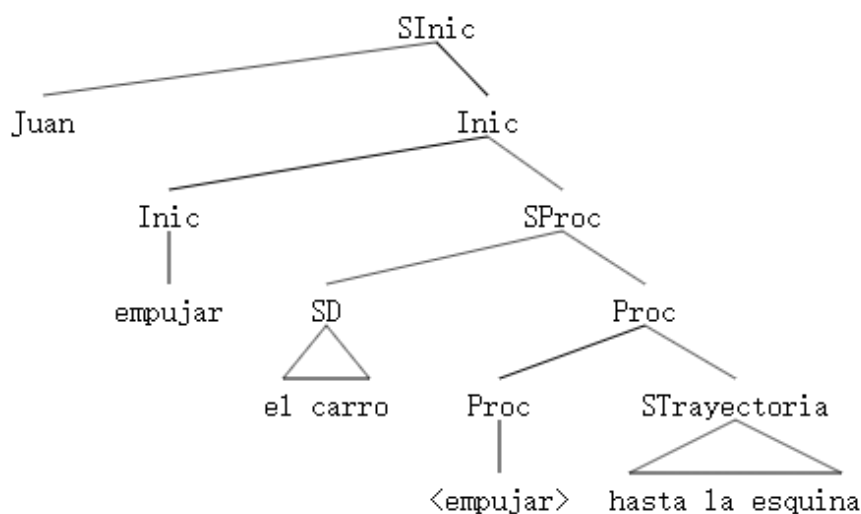 SInic
Juan Inic
Inic SProc
empujar SD Proc
el carro Proc STrayectoria
<empujar> hasta la esquina